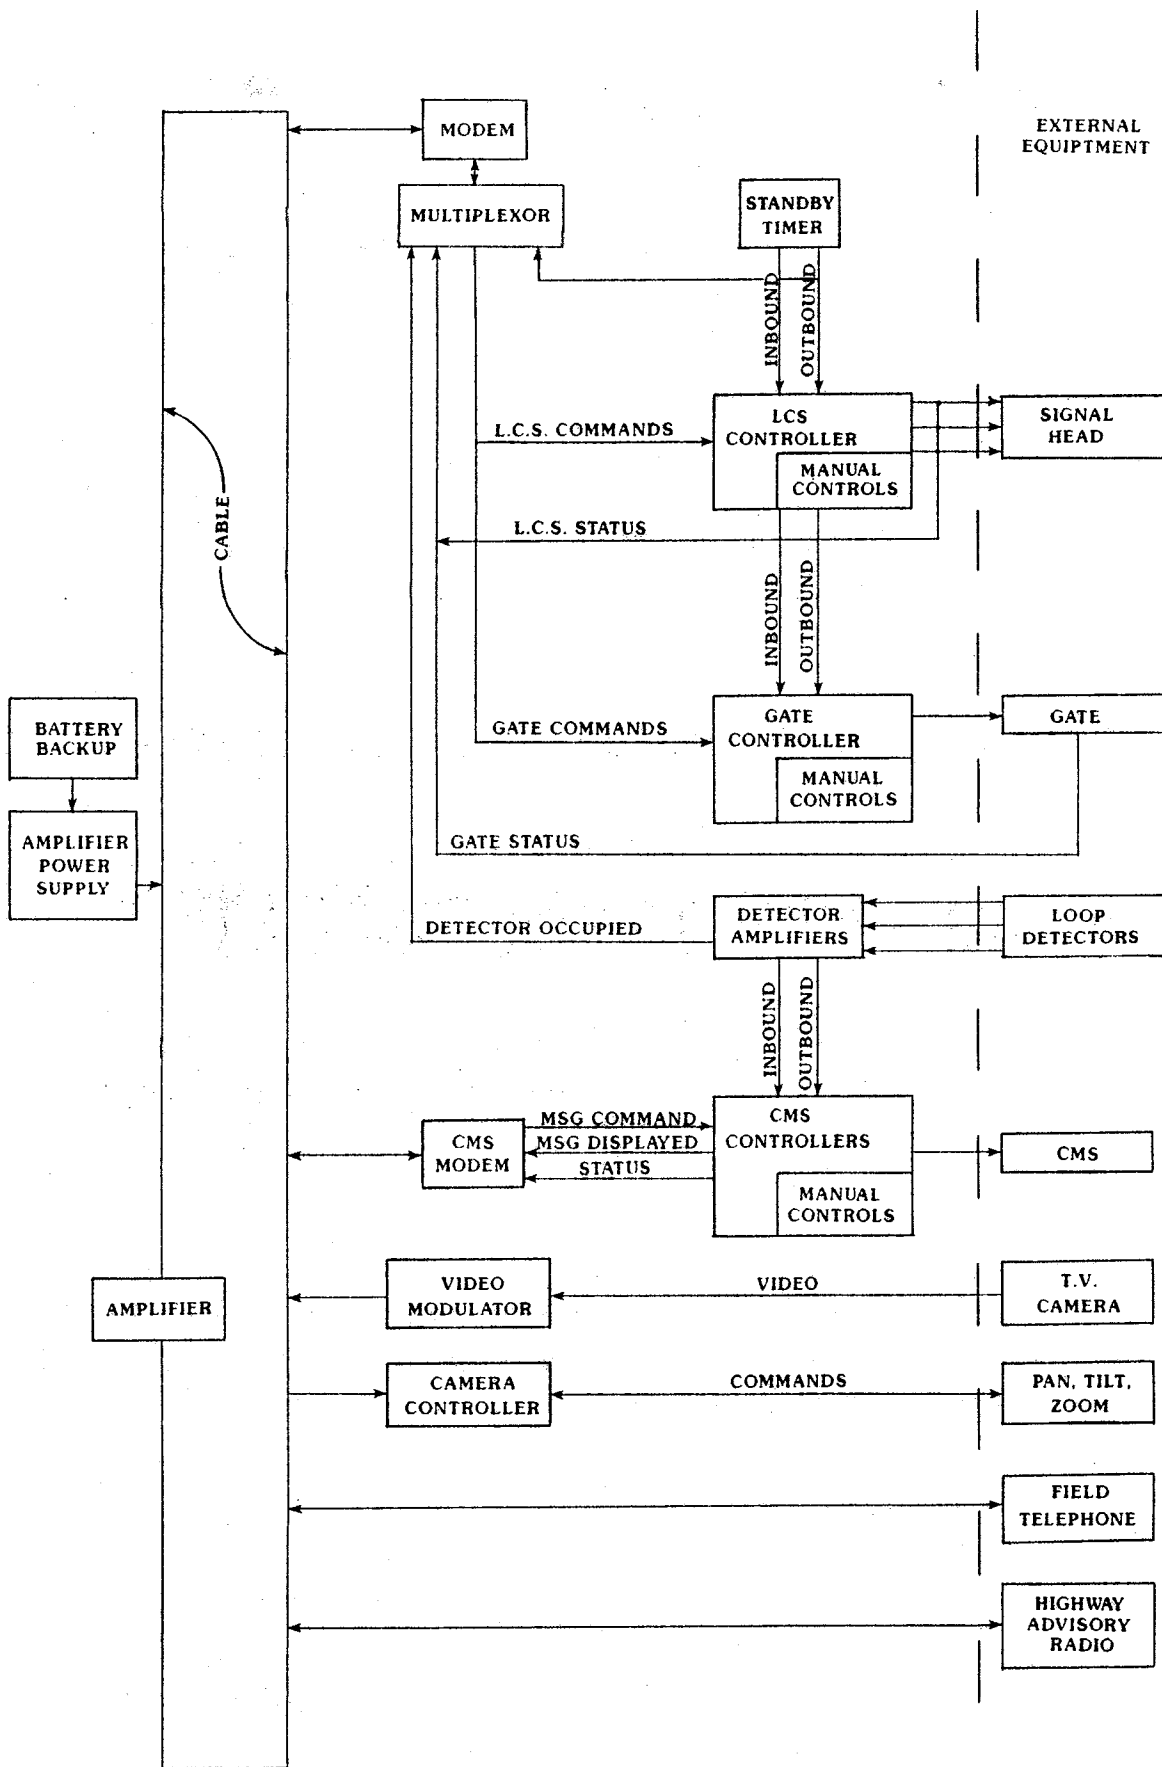 EXTERNAL
EQUIPTMENT
MODEM
MULTIPLEXOR
STANDBY
TIMER
INBOUND
OUTBOUND
LCS
CONTROLLER
MANUAL
CONTROLS
SIGNAL
HEAD
L.C.S. COMMANDS
L.C.S. STATUS
CABLE
INBOUND
OUTBOUND
BATTERY
BACKUP
AMPLIFIER
POWER
SUPPLY
GATE COMMANDS
GATE
CONTROLLER
MANUAL
CONTROLS
GATE
GATE STATUS
DETECTOR OCCUPIED
DETECTOR
AMPLIFIERS
LOOP
DETECTORS
INBOUND
OUTBOUND
CMS
MODEM
MSG COMMAND
MSG DISPLAYED
STATUS
CMS
CONTROLLERS
MANUAL
CONTROLS
CMS
AMPLIFIER
VIDEO
MODULATOR
VIDEO
T.V.
CAMERA
CAMERA
CONTROLLER
COMMANDS
PAN, TILT,
ZOOM
FIELD
TELEPHONE
HIGHWAY
ADVISORY
RADIO